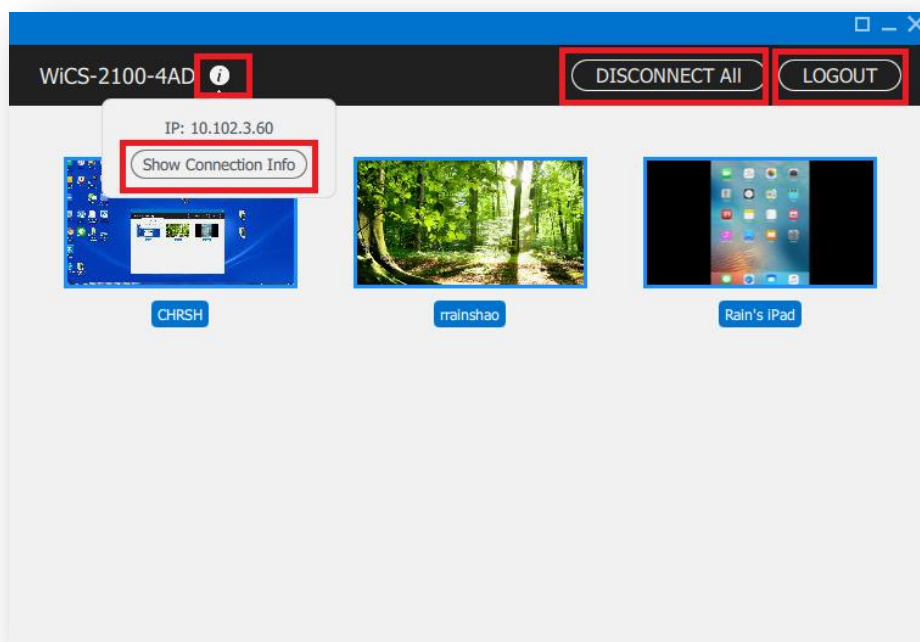 WiCS-2100-4AD
DISCONNECT All
LOGOUT
IP: 10.102.3.60
Show Connection Info
CHRSH
rrainshao
Rain's iPad